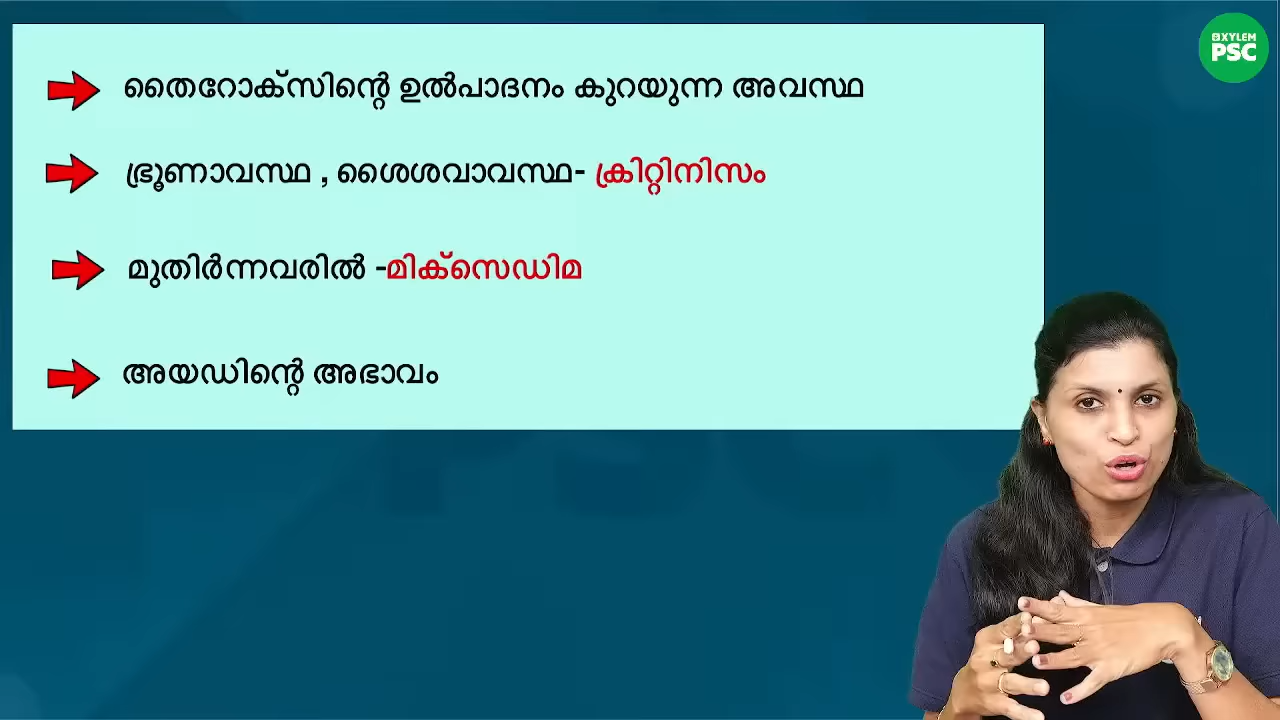 തൈറോക്സിന്റെ ഉൽപാദനം കുറയുന്ന അവസ്ഥ
ഭ്രൂണാവസ്ഥ , ശൈശവാവസ്ഥ- ക്രിറ്റിനിസം
മുതിർന്നവരിൽ -മിക്സെഡിമ
അയഡിന്റെ അഭാവം
XYLEM
PSC